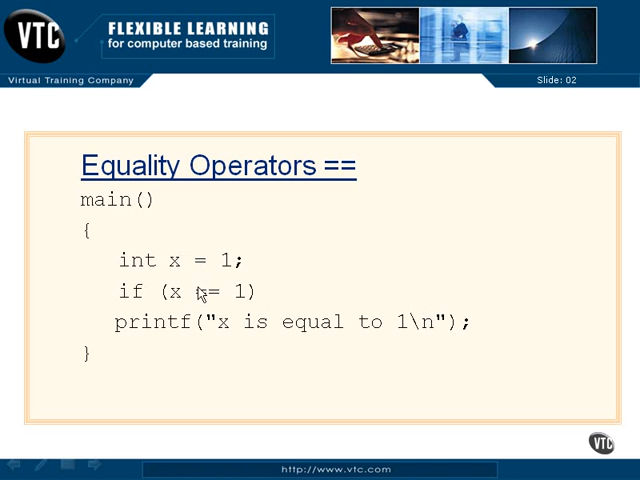 VTC
FLEXIBLE LEARNING
for computer based training
Virtual Training Company
Slide: 02
Equality Operators ==
main()
{
int x = 1;
if (x == 1)
printf("x is equal to 1\n");
}
VTC
http://www.vtc.com